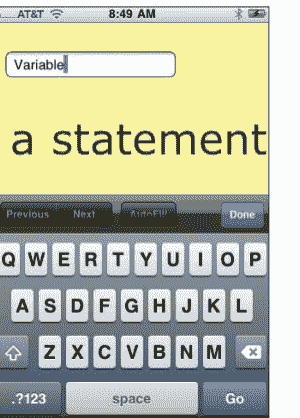 AT&T 8:49 AM
Variable
a statement
Previous Next AutoFill Done
Q W E R T Y U I O P
A S D F G H J K L
Z X C V B N M
.?123 space Go